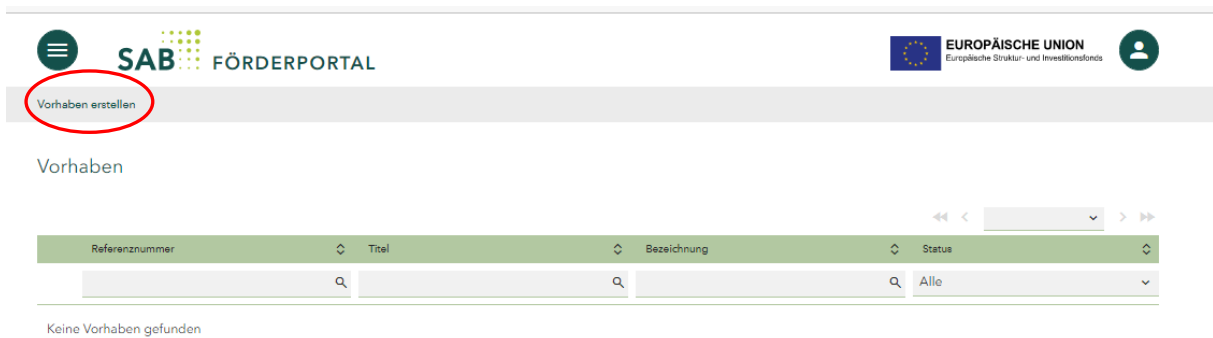 SAB FÖRDERPORTAL
EUROPÄISCHE UNION
Europäische Struktur- und Investitionsfonds
Vorhaben erstellen
Vorhaben
Referenznummer Titel Bezeichnung Status
Alle
Keine Vorhaben gefunden